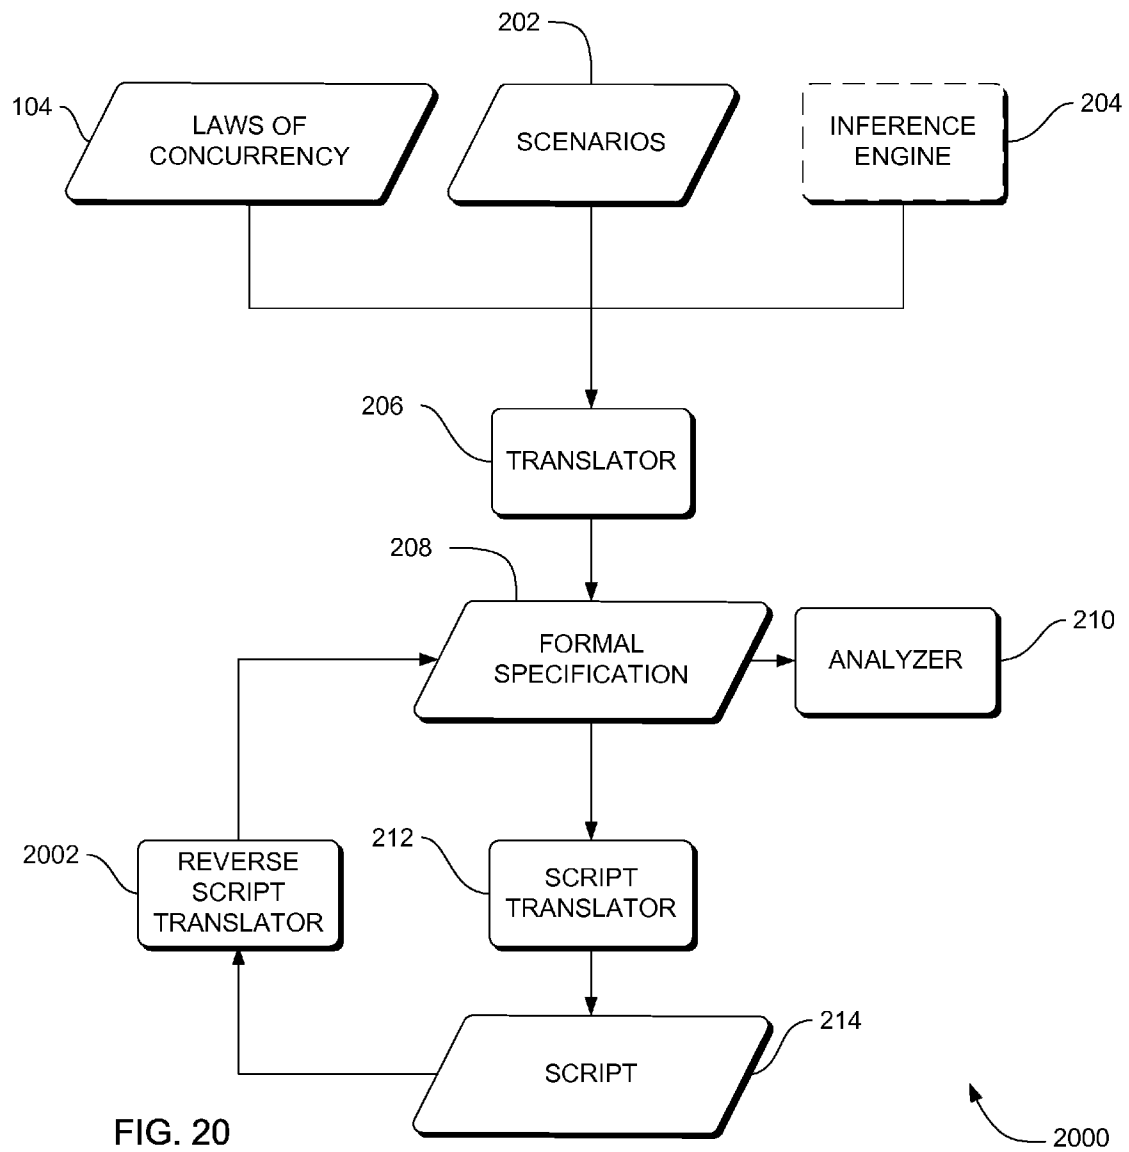 202
104
LAWS OF
CONCURRENCY
SCENARIOS
INFERENCE
ENGINE
204
206
TRANSLATOR
208
FORMAL
SPECIFICATION
ANALYZER
210
2002
REVERSE
SCRIPT
TRANSLATOR
212
SCRIPT
TRANSLATOR
SCRIPT
214
FIG. 20
2000